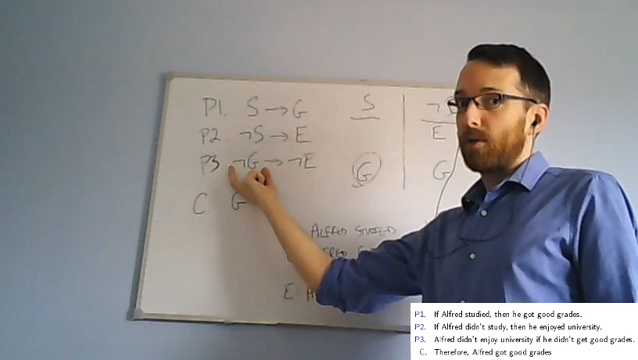 P1. S → G
P2. ¬S → E
P3 ¬G → ¬E
C G
S
G
¬S
E
G
ALFRED STUDIED
E:
P1. If Alfred studied, then he got good grades.
P2. If Alfred didn't study, then he enjoyed university.
P3. Alfred didn't enjoy university if he didn't get good grades.
C. Therefore, Alfred got good grades